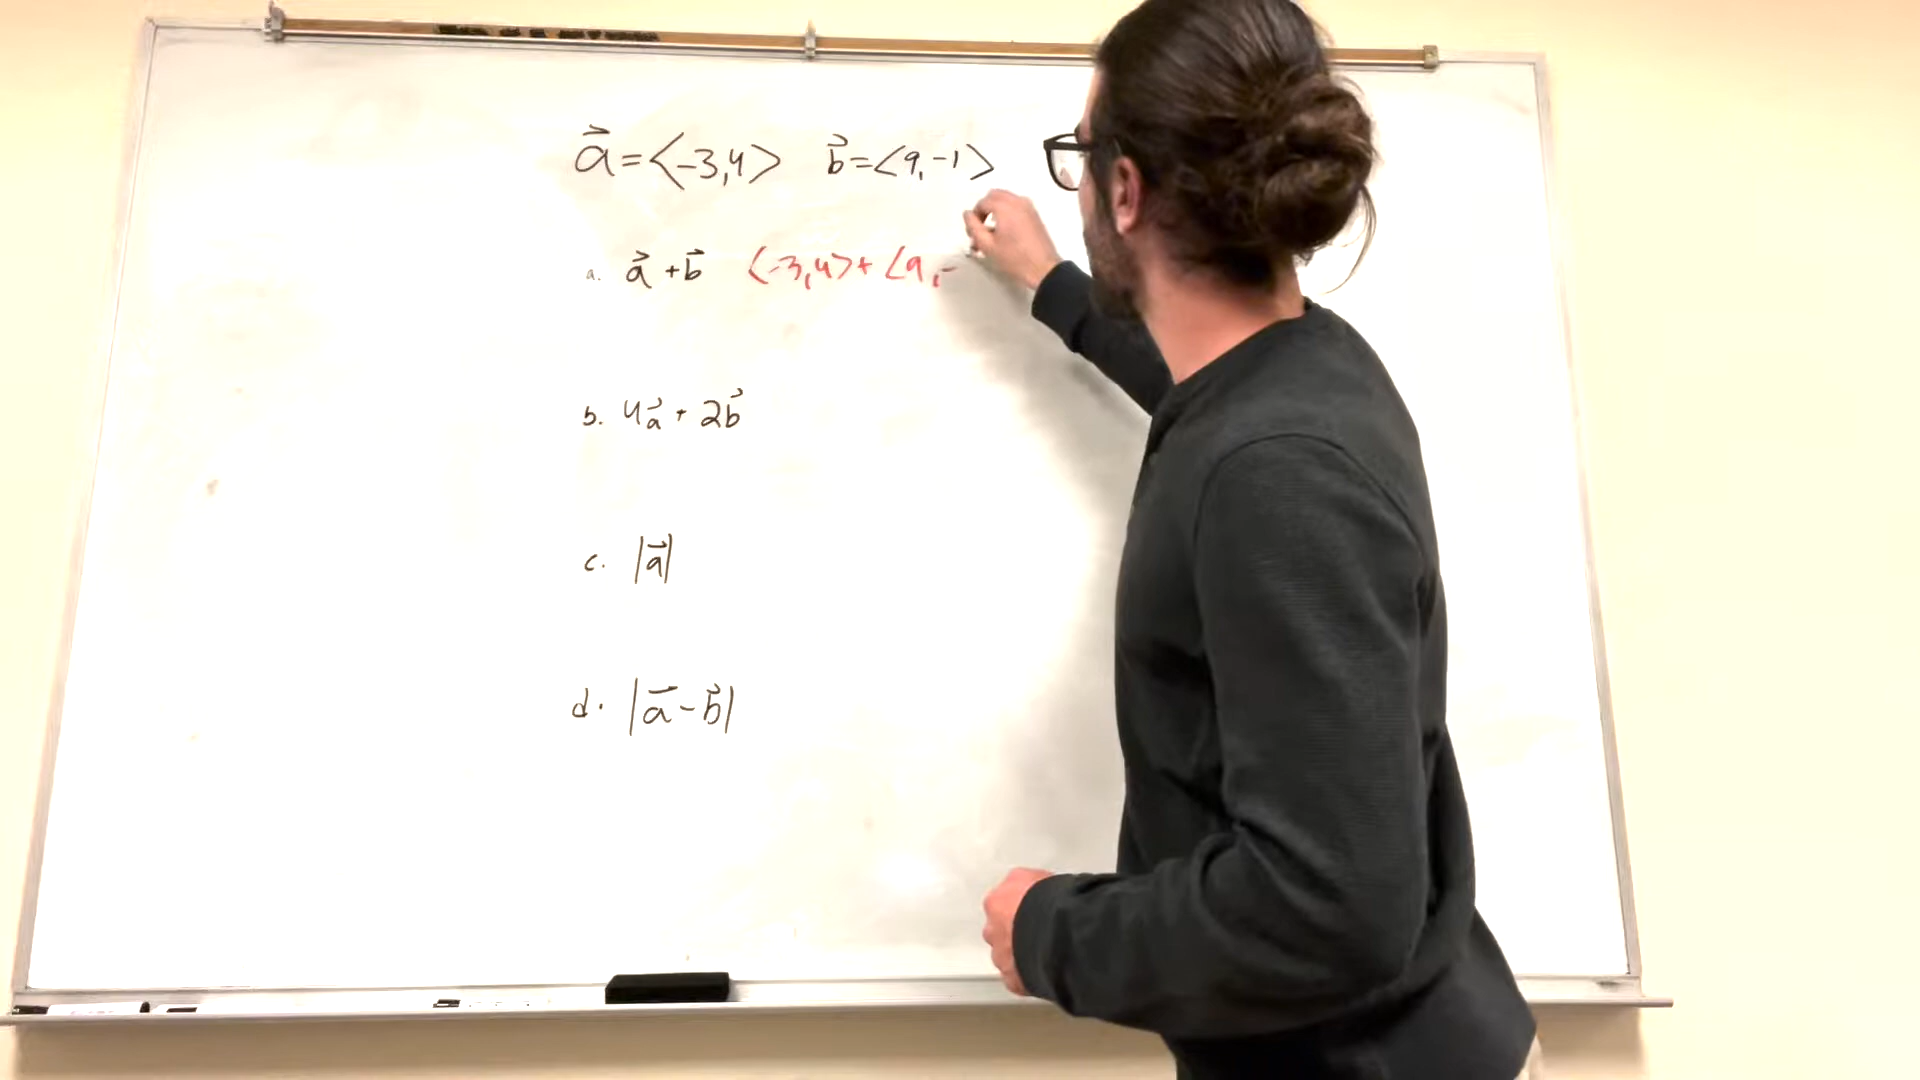 a⃗ = <-3,4> b⃗ = <9,-1>
a. a⃗ + b⃗ <-3,4> + <9,-
b. 4a⃗ + 2b⃗
c. |a⃗|
d. |a⃗ - b⃗|